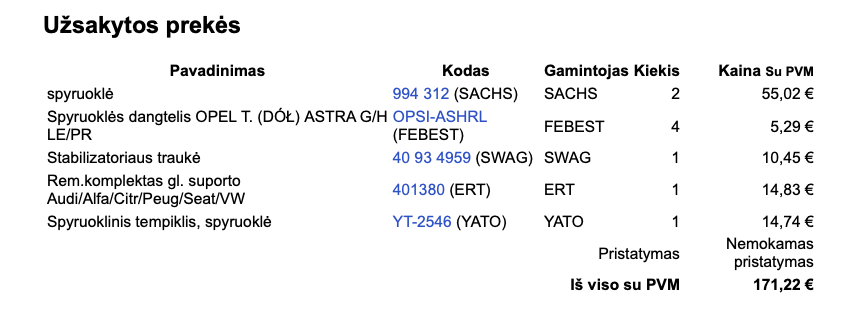 Užsakytos prekės
Pavadinimas Kodas Gamintojas Kiekis Kaina Su PVM
spyruoklė 994 312 (SACHS) SACHS 2 55,02 €
Spyruoklės dangtelis OPEL T. (DÓŁ) ASTRA G/H LE/PR OPSI-ASHRL (FEBEST) FEBEST 4 5,29 €
Stabilizatoriaus traukė 40 93 4959 (SWAG) SWAG 1 10,45 €
Rem.komplektas gl. suporto Audi/Alfa/Citr/Peug/Seat/VW 401380 (ERT) ERT 1 14,83 €
Spyruoklinis tempiklis, spyruoklė YT-2546 (YATO) YATO 1 14,74 €
Pristatymas Nemokamas pristatymas
Iš viso su PVM 171,22 €